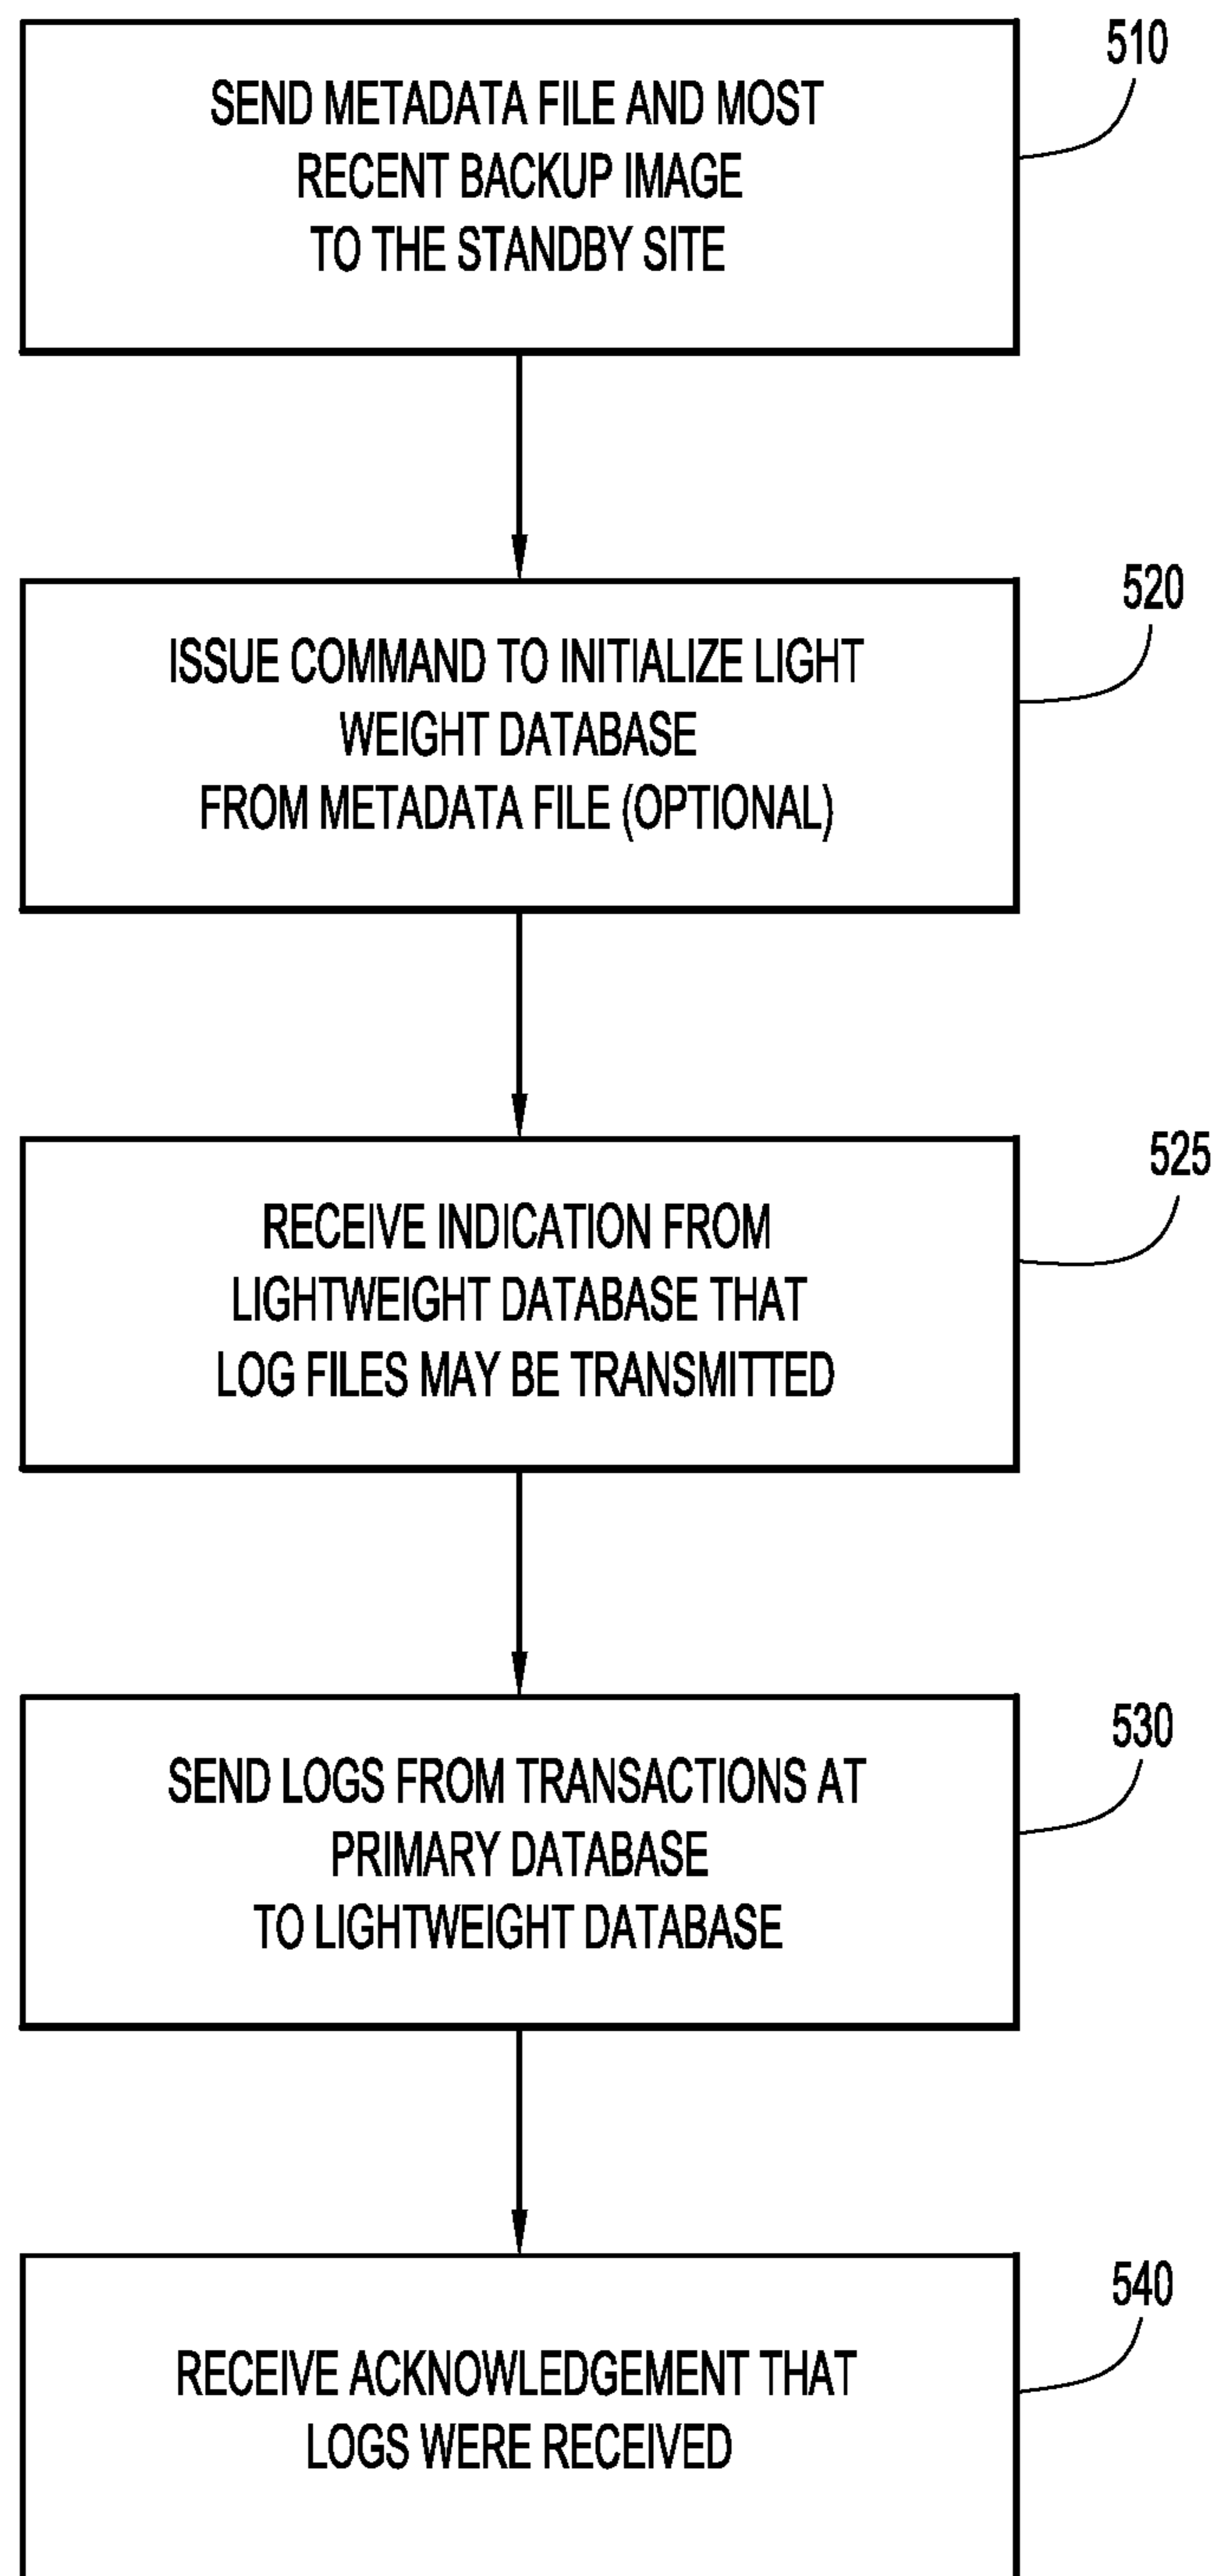 510
SEND METADATA FILE AND MOST
RECENT BACKUP IMAGE
TO THE STANDBY SITE
520
ISSUE COMMAND TO INITIALIZE LIGHT
WEIGHT DATABASE
FROM METADATA FILE (OPTIONAL)
525
RECEIVE INDICATION FROM
LIGHTWEIGHT DATABASE THAT
LOG FILES MAY BE TRANSMITTED
530
SEND LOGS FROM TRANSACTIONS AT
PRIMARY DATABASE
TO LIGHTWEIGHT DATABASE
540
RECEIVE ACKNOWLEDGEMENT THAT
LOGS WERE RECEIVED